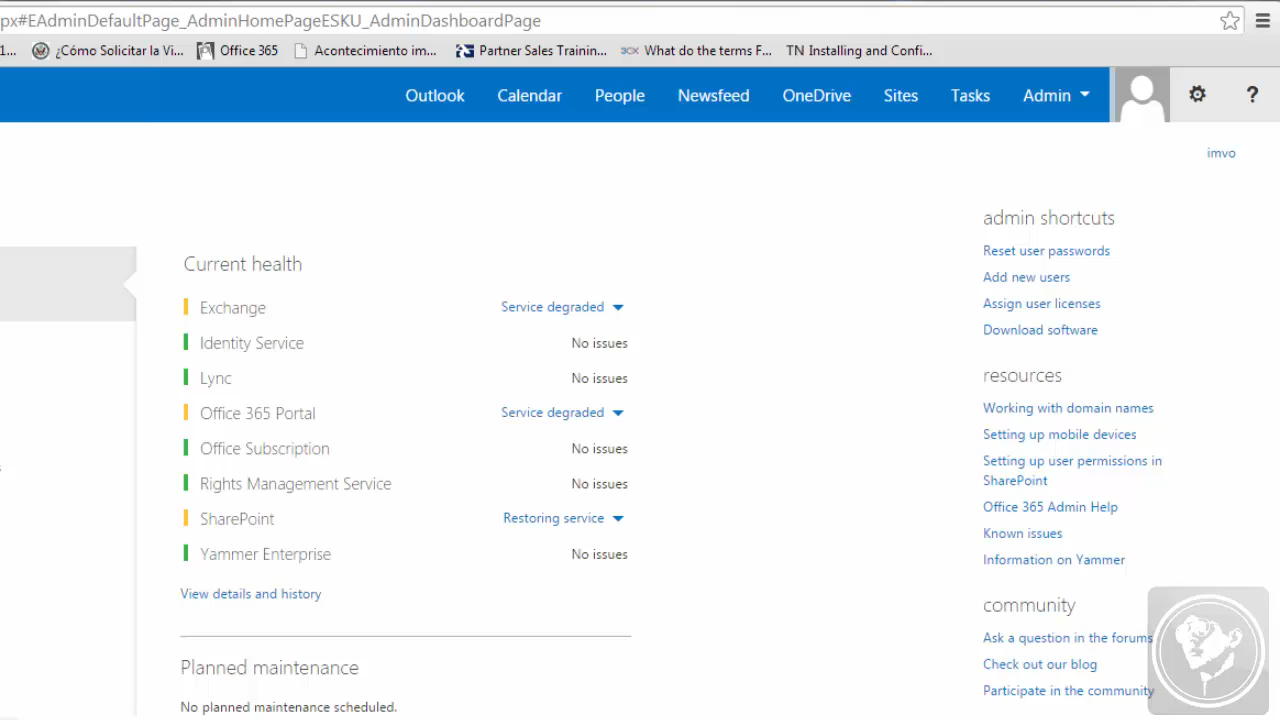 px#EAdminDefaultPage_AdminHomePageESKU_AdminDashboardPage
1... ¿Cómo Solicitar la Vi... Office 365 Acontecimiento im... Partner Sales Trainin... 3CX What do the terms F... TN Installing and Confi...
Outlook Calendar People Newsfeed OneDrive Sites Tasks Admin ?
imvo
Current health
Exchange Service degraded
Identity Service No issues
Lync No issues
Office 365 Portal Service degraded
Office Subscription No issues
Rights Management Service No issues
SharePoint Restoring service
Yammer Enterprise No issues
View details and history
Planned maintenance
No planned maintenance scheduled.
admin shortcuts
Reset user passwords
Add new users
Assign user licenses
Download software
resources
Working with domain names
Setting up mobile devices
Setting up user permissions in
SharePoint
Office 365 Admin Help
Known issues
Information on Yammer
community
Ask a question in the forums
Check out our blog
Participate in the community